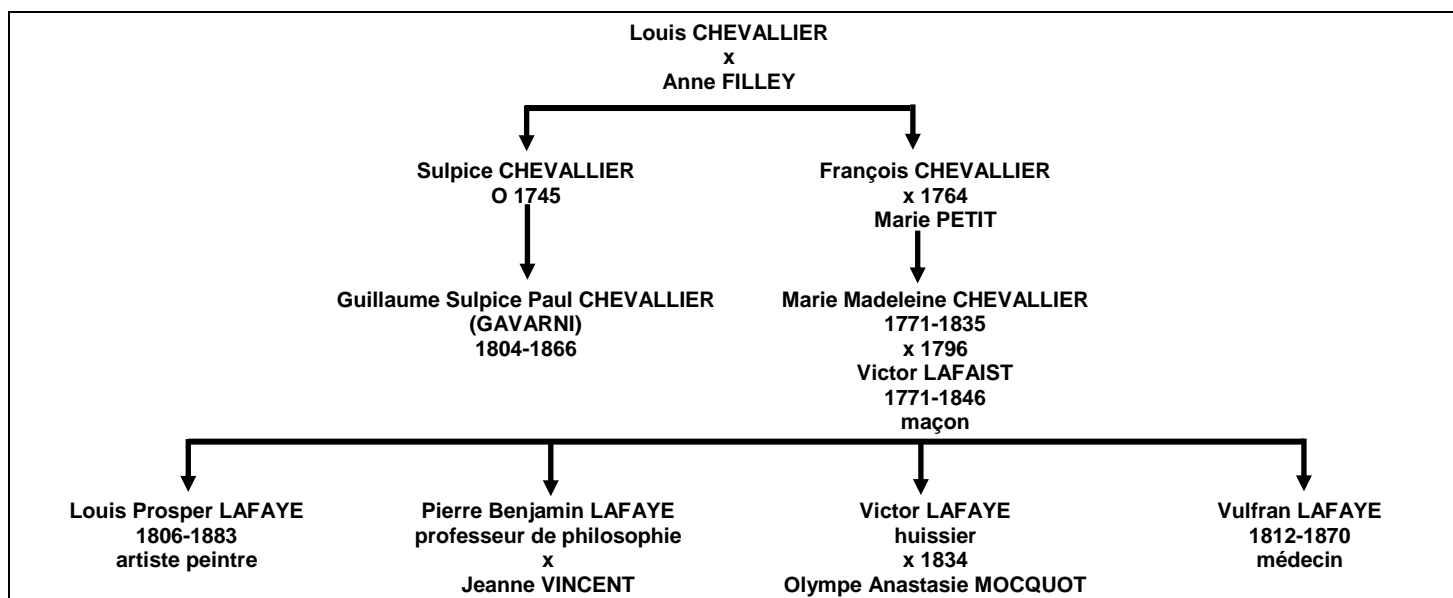 Louis CHEVALLIER
x
Anne FILLEY
Sulpice CHEVALLIER
O 1745
François CHEVALLIER
x 1764
Marie PETIT
Guillaume Sulpice Paul CHEVALLIER
(GAVARNI)
1804-1866
Marie Madeleine CHEVALLIER
1771-1835
x 1796
Victor LAFAIST
1771-1846
maçon
Louis Prosper LAFAYE
1806-1883
artiste peintre
Pierre Benjamin LAFAYE
professeur de philosophie
x
Jeanne VINCENT
Victor LAFAYE
huissier
x 1834
Olympe Anastasie MOCQUOT
Vulfran LAFAYE
1812-1870
médecin